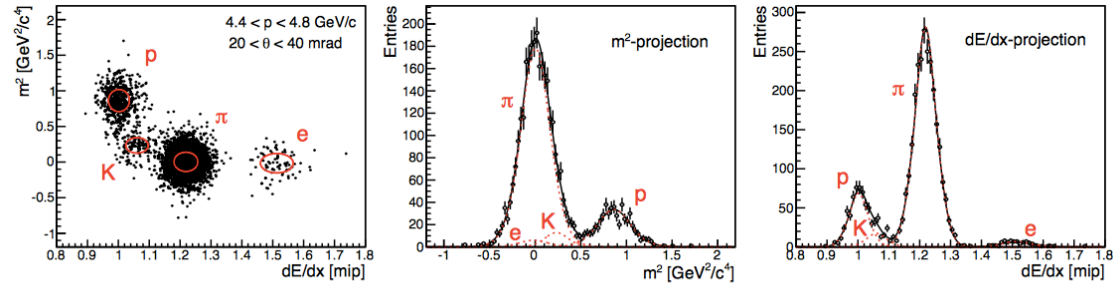 m² [GeV²/c⁴]
2
1.5
1
0.5
0
-0.5
-1
4.4 < p < 4.8 GeV/c
20 < θ < 40 mrad
p
K
π
e
0.8 0.9 1 1.1 1.2 1.3 1.4 1.5 1.6 1.7 1.8
dE/dx [mip]
Entries
200
180
160
140
120
100
80
60
40
20
0
m²-projection
π
e
K
p
-1 -0.5 0 0.5 1 1.5
m² [GeV²/c⁴]
Entries
300
250
200
150
100
50
0
dE/dx-projection
π
p
K
e
0.8 0.9 1 1.1 1.2 1.3 1.4 1.5 1.6 1.7 1.8
dE/dx [mip]